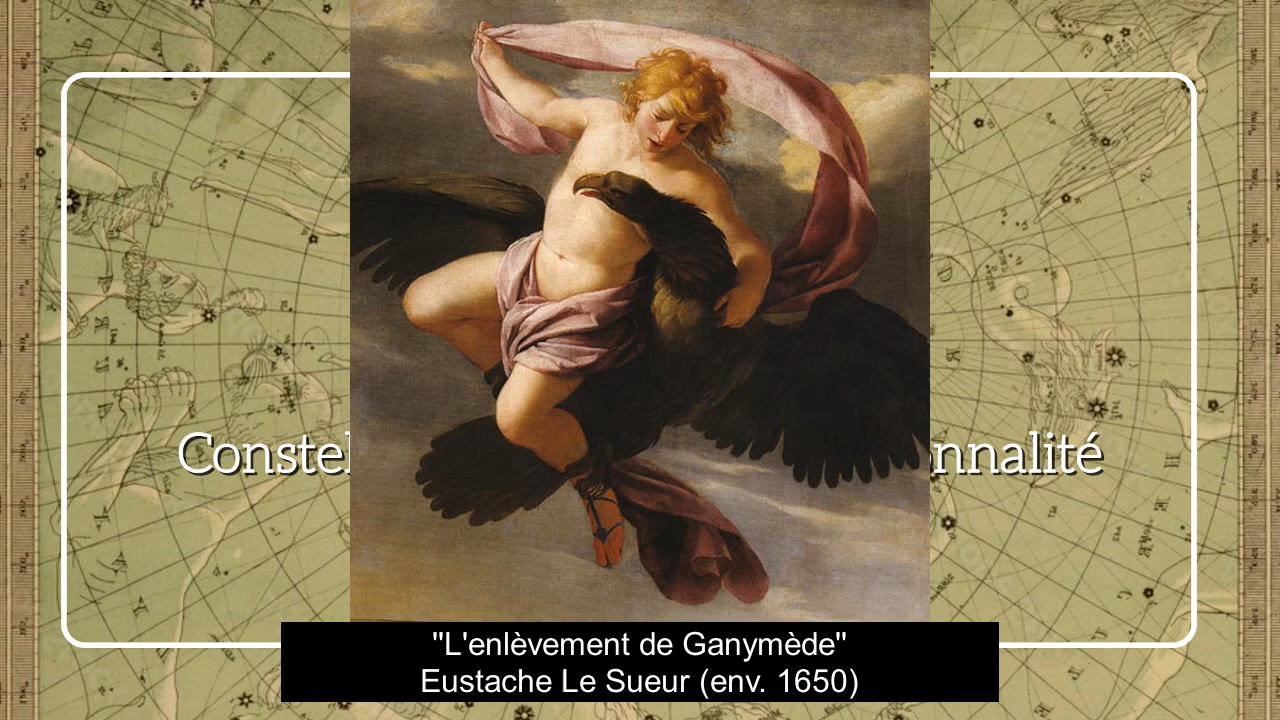 Constel
nnalité
"L'enlèvement de Ganymède"
Eustache Le Sueur (env. 1650)